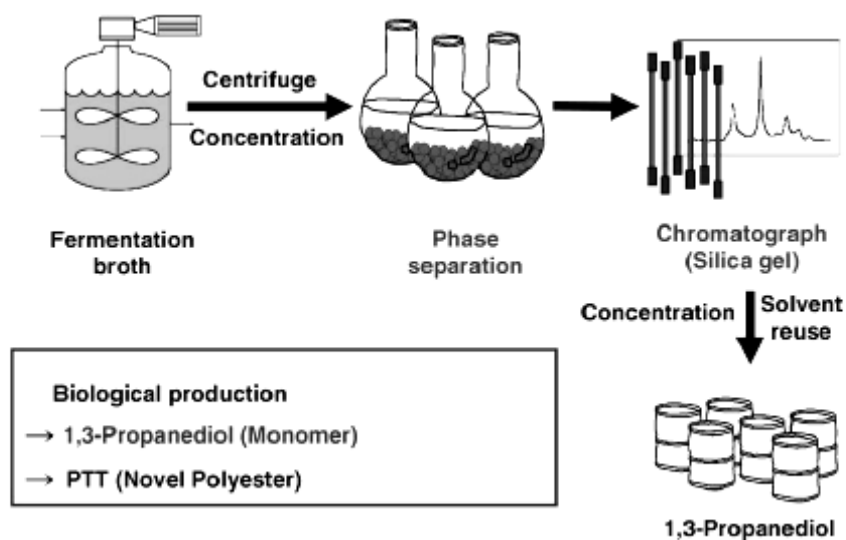 Centrifuge
Concentration
Fermentation
broth
Phase
separation
Chromatograph
(Silica gel)
Concentration
Solvent
reuse
Biological production
→ 1,3-Propanediol (Monomer)
→ PTT (Novel Polyester)
1,3-Propanediol